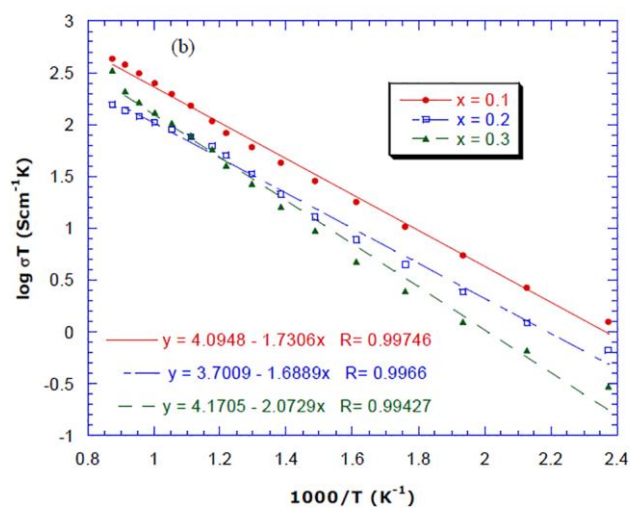 (b)
x = 0.1
x = 0.2
x = 0.3
log σT (Scm⁻¹K)
3
2.5
2
1.5
1
0.5
0
-0.5
-1
y = 4.0948 - 1.7306x R= 0.99746
y = 3.7009 - 1.6889x R= 0.9966
y = 4.1705 - 2.0729x R= 0.99427
0.8 1 1.2 1.4 1.6 1.8 2 2.2 2.4
1000/T (K⁻¹)